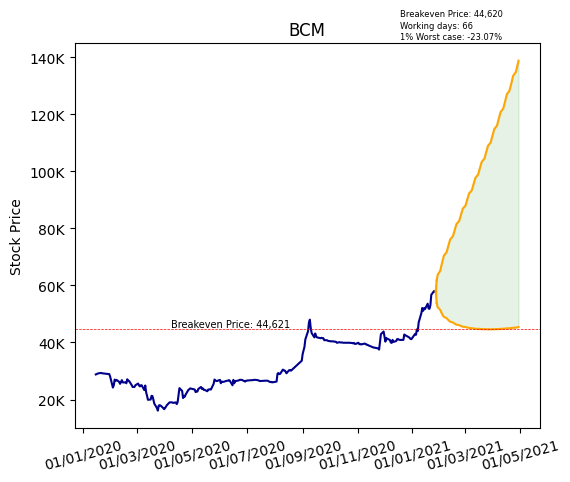 Breakeven Price: 44,620
Working days: 66
1% Worst case: -23.07%
BCM
Stock Price
140K
120K
100K
80K
60K
40K
20K
Breakeven Price: 44,621
01/01/2020 01/03/2020 01/05/2020 01/07/2020 01/09/2020 01/11/2020 01/01/2021 01/03/2021 01/05/2021